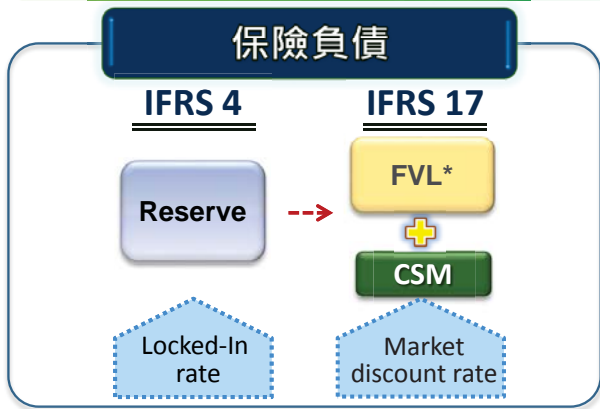 保險負債
IFRS 4
IFRS 17
Reserve
FVL*
CSM
Locked-In
rate
Market
discount rate